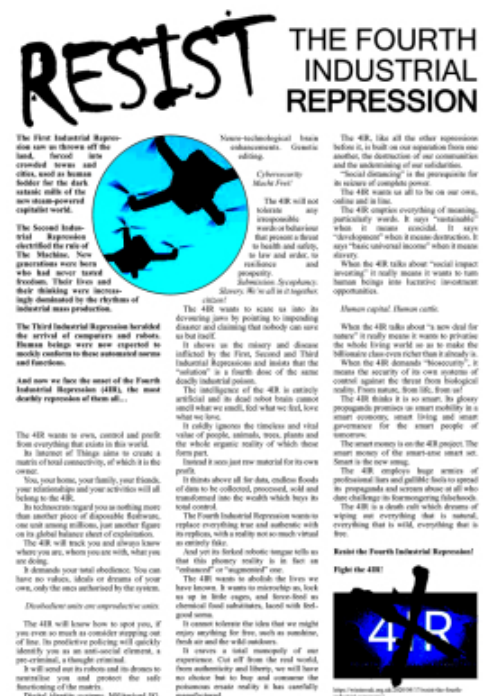 RESIST
THE FOURTH
INDUSTRIAL
REPRESSION
The First Industrial Repres-
sion saw us thrown off the
land, forced into
crowded towns and
cities, used as human
fodder for the dark
satanic mills of the
new steam-powered
capitalist world.
The Second Indus-
trial Repression
electrified the rule of
The Machine. New
generations were born
who had never tasted
freedom. Their lives and
their thinking were increas-
ingly dominated by the rhythms of
industrial mass production.
The Third Industrial Repression heralded
the arrival of computers and robots.
Human beings were now expected to
meekly conform to these automated norms
and functions.
And now we face the onset of the Fourth
Industrial Repression (4IR), the most
deathly repression of them all...
The 4IR wants to own, control and profit
from everything that exists in this world.
Its Internet of Things aims to create a
matrix of total connectivity, of which it is the
owner.
You, your home, your family, your friends,
your relationships and your activities will all
belong to the 4IR.
Its technocrats regard you as nothing more
than another piece of disposable fleshware,
one unit among millions, just another figure
on its global balance sheet of exploitation.
The 4IR will track you and always know
where you are, where you are with, what you
are doing.
It demands your total obedience. You can
have no values, ideals or dreams of your
own, only the ones authorised by the system.
Disobedient units are unproductive units.
The 4IR will know how to spot you, if
you even so much as consider stepping out
of line. Its predictive policing will quickly
identify you as an anti-social element, a
pre-criminal, a thought criminal.
It will send out its robots and its drones to
neutralise you and protect the safe
functioning of the matrix.
Neuro-technological brain
enhancements. Genetic
editing.
Cybersecurity
Macht Frei!
The 4IR will not
tolerate any
irresponsible
words or behaviour
that present a threat
to health and safety,
to law and order, to
resilience and
prosperity.
Submission. Sycophancy.
Slavery. We're all in it together,
citizen!
The 4IR wants to scare us into its
devouring jaws by pointing to impending
disaster and claiming that nobody can save
us but itself.
It shows us the misery and disease
inflicted by the First, Second and Third
Industrial Repressions and insists that the
"solution" is a fourth dose of the same
deadly industrial poison.
The intelligence of the 4IR is entirely
artificial and its dead robot brain cannot
smell what we smell, feel what we feel, love
what we love.
It coldly ignores the timeless and vital
value of people, animals, trees, plants and
the whole organic reality of which these
form part.
Instead it sees just raw material for its own
profit.
It thinks above all for data, endless floods
of data to be collected, processed, sold and
transformed into the wealth which buys its
total control.
The Fourth Industrial Repression wants to
replace everything true and authentic with
its replicas, with a reality not so much virtual
as entirely fake.
And yet its forked robotic tongue tells us
that this phoney reality is in fact an
"enhanced" or "augmented" one.
The 4IR wants to abolish the lives we
have known. It wants to microchip us, lock
us up in little cages, and force-feed us
chemical food substitutes, laced with feel-
good serum.
It cannot tolerate the idea that we might
enjoy anything for free, such as sunshine,
fresh air and the wild outdoors.
It craves a total monopoly of our
experience. Cut off from the real world,
from authenticity and liberty, we will have
no choice but to buy and consume the
poisonous ersatz reality it has carefully
The 4IR, like all the other repressions
before it, is built on our separation from one
another, the destruction of our communities
and the undermining of our solidarities.
"Social distancing" is the prerequisite for
its seizure of complete power.
The 4IR wants us all to be on our own,
online and in line.
The 4IR empties everything of meaning,
particularly words. It says "sustainable"
when it means ecocidal. It says
"development" when it means destruction. It
says "basic universal income" when it means
slavery.
When the 4IR talks about "social impact
investing" it really means it wants to turn
human beings into lucrative investment
opportunities.
Human capital. Human cattle.
When the 4IR talks about "a new deal for
nature" it really means it wants to privatise
the whole living world so as to make the
billionaire class even richer than it already is.
When the 4IR demands "biosecurity", it
means the security of its own systems of
control against the threat from biological
reality. From nature, from life, from us!
The 4IR thinks it is so smart. Its glossy
propaganda promises us smart mobility in a
smart economy, smart living and smart
governance for the smart people of
tomorrow.
The smart money is on the 4IR project. The
smart money of the smart-arse smart set.
Smart is the new smug.
The 4IR employs huge armies of
professional liars and gullible fools to spread
its propaganda and scream abuse at all who
dare challenge its fearmongering falsehoods.
The 4IR is a death cult which dreams of
wiping out everything that is natural,
everything that is wild, everything that is
free.
Resist the Fourth Industrial Repression!
Fight the 4IR!
4IR